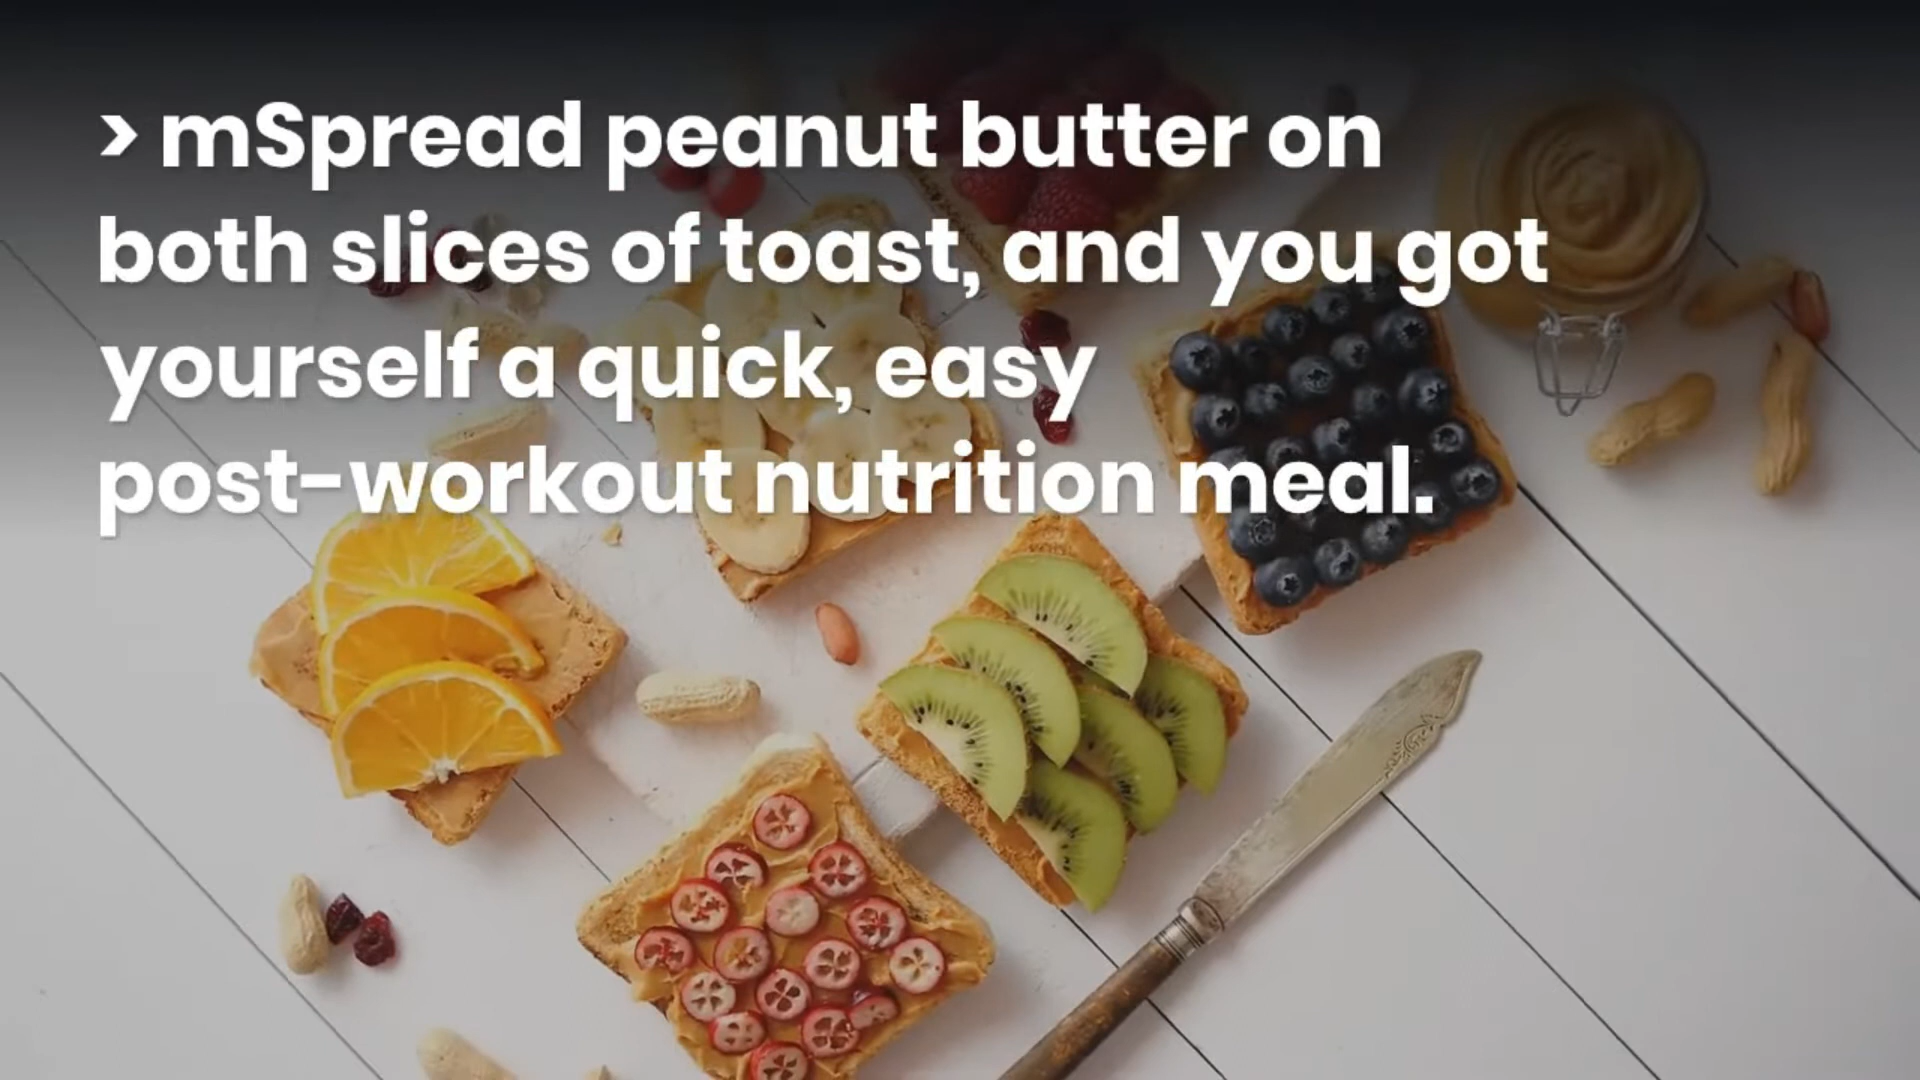 > mSpread peanut butter on
both slices of toast, and you got
yourself a quick, easy
post-workout nutrition meal.